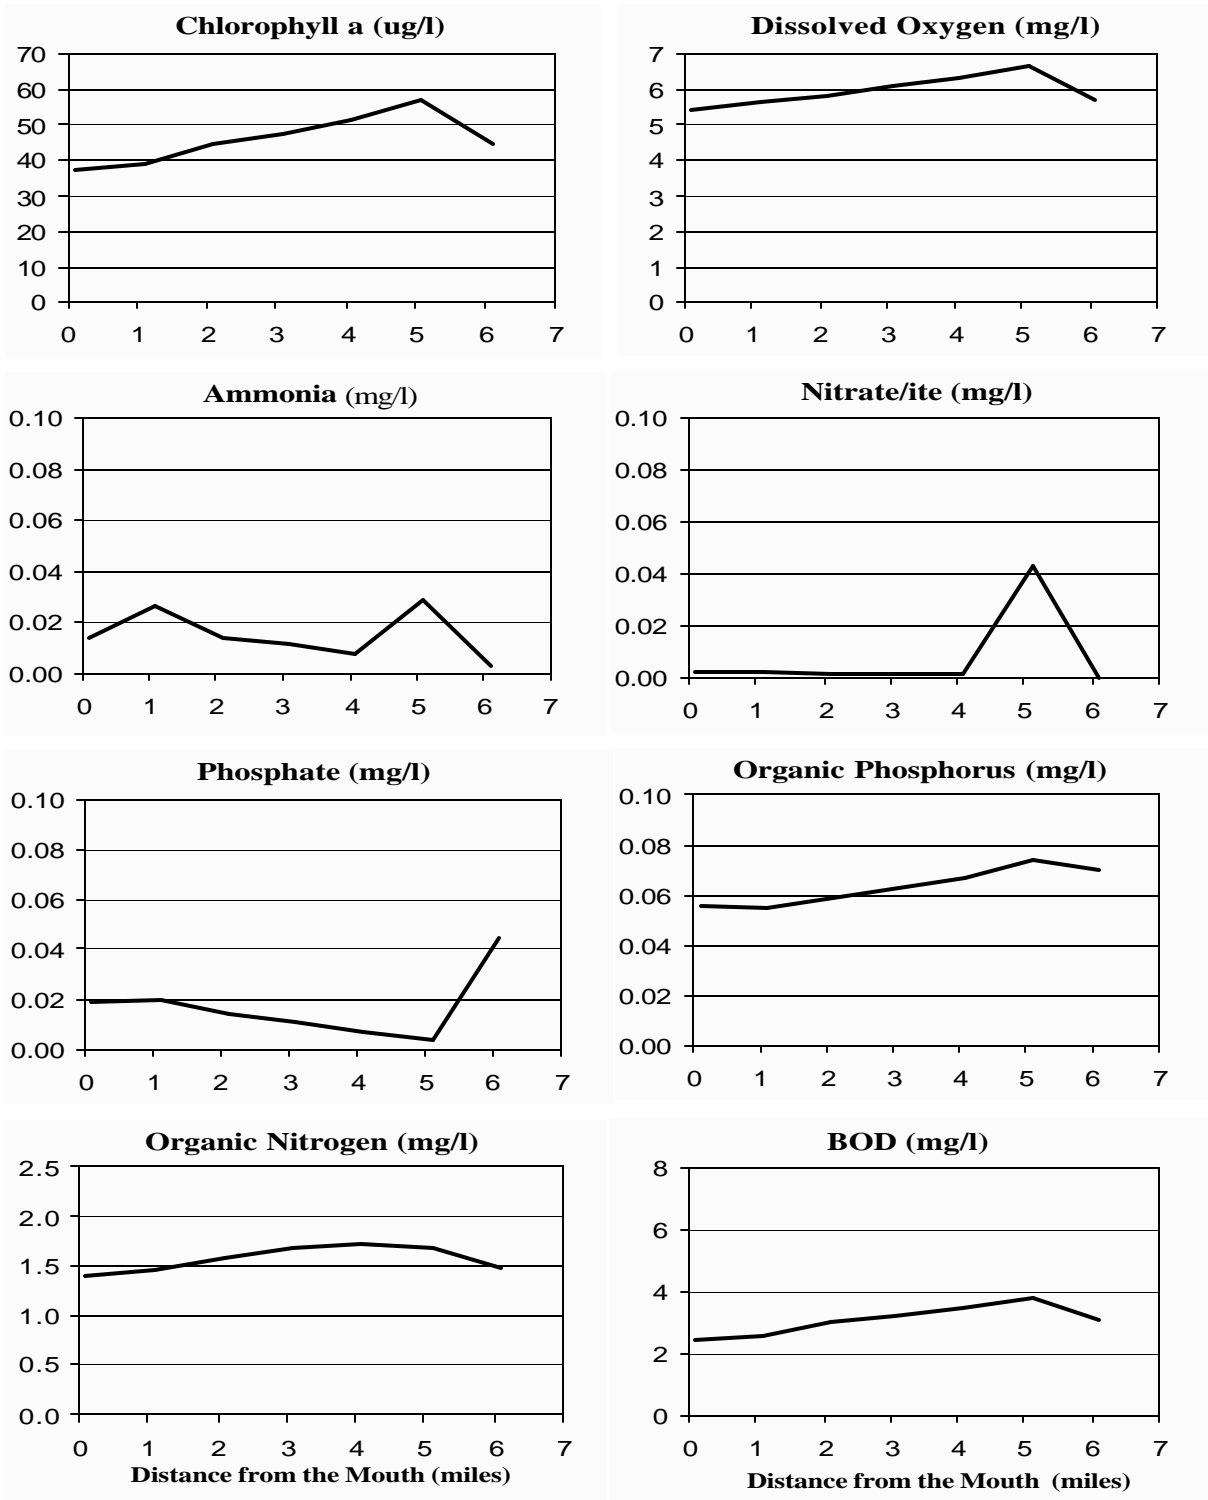 Chlorophyll a (ug/l)
70
60
50
40
30
20
10
0
0 1 2 3 4 5 6 7
Dissolved Oxygen (mg/l)
7
6
5
4
3
2
1
0
0 1 2 3 4 5 6 7
Ammonia (mg/l)
0.10
0.08
0.06
0.04
0.02
0.00
0 1 2 3 4 5 6 7
Nitrate/ite (mg/l)
0.10
0.08
0.06
0.04
0.02
0.00
0 1 2 3 4 5 6 7
Phosphate (mg/l)
0.10
0.08
0.06
0.04
0.02
0.00
0 1 2 3 4 5 6 7
Organic Phosphorus (mg/l)
0.10
0.08
0.06
0.04
0.02
0.00
0 1 2 3 4 5 6 7
Organic Nitrogen (mg/l)
2.5
2.0
1.5
1.0
0.5
0.0
0 1 2 3 4 5 6 7
Distance from the Mouth (miles)
BOD (mg/l)
8
6
4
2
0
0 1 2 3 4 5 6 7
Distance from the Mouth (miles)